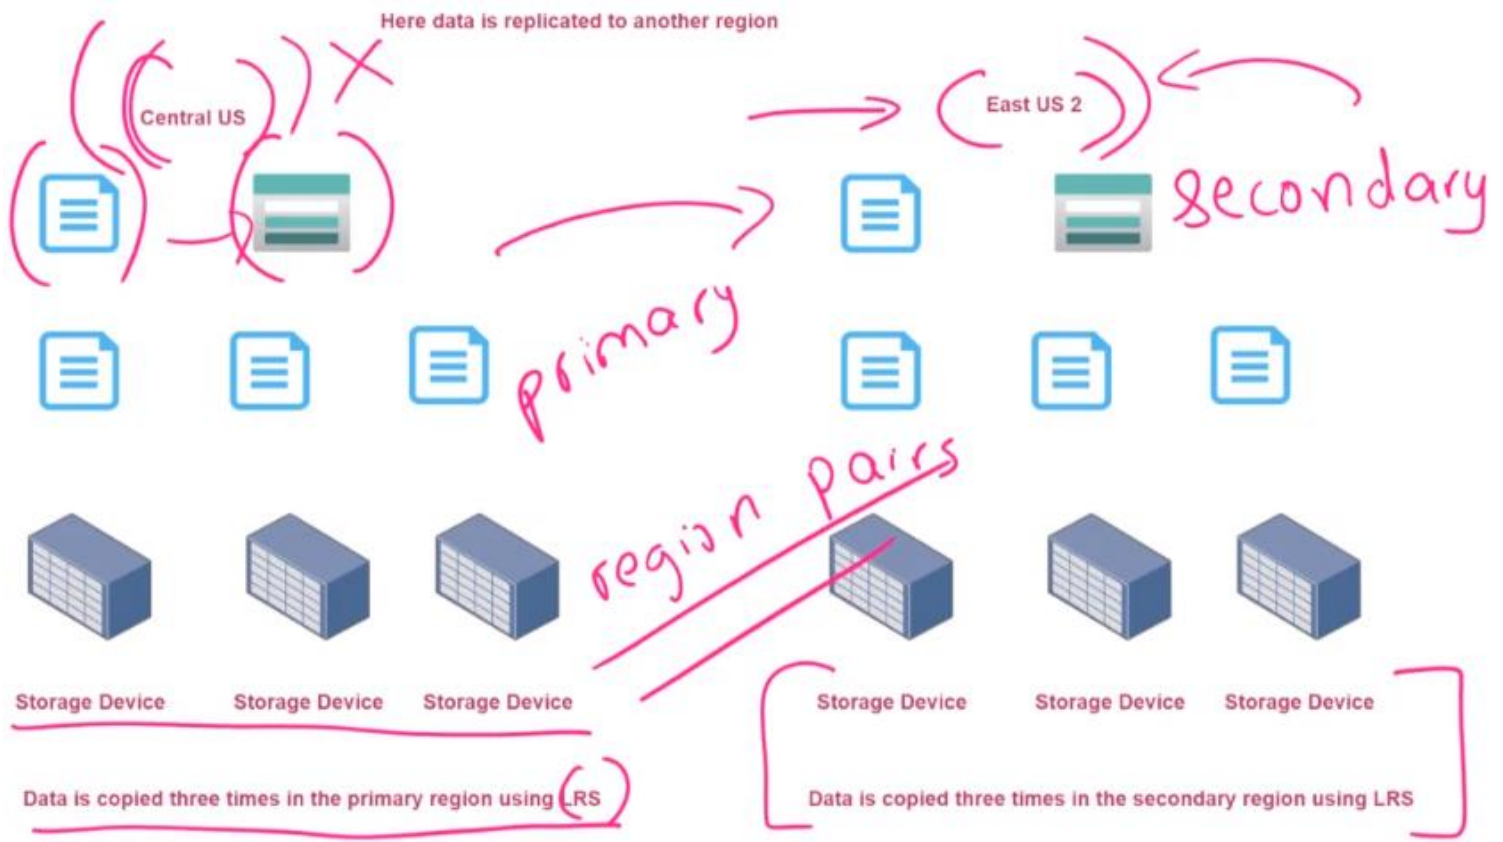 Here data is replicated to another region
Central US
East US 2
secondary
primary
region pairs
Storage Device Storage Device Storage Device
Storage Device Storage Device Storage Device
Data is copied three times in the primary region using LRS
Data is copied three times in the secondary region using LRS